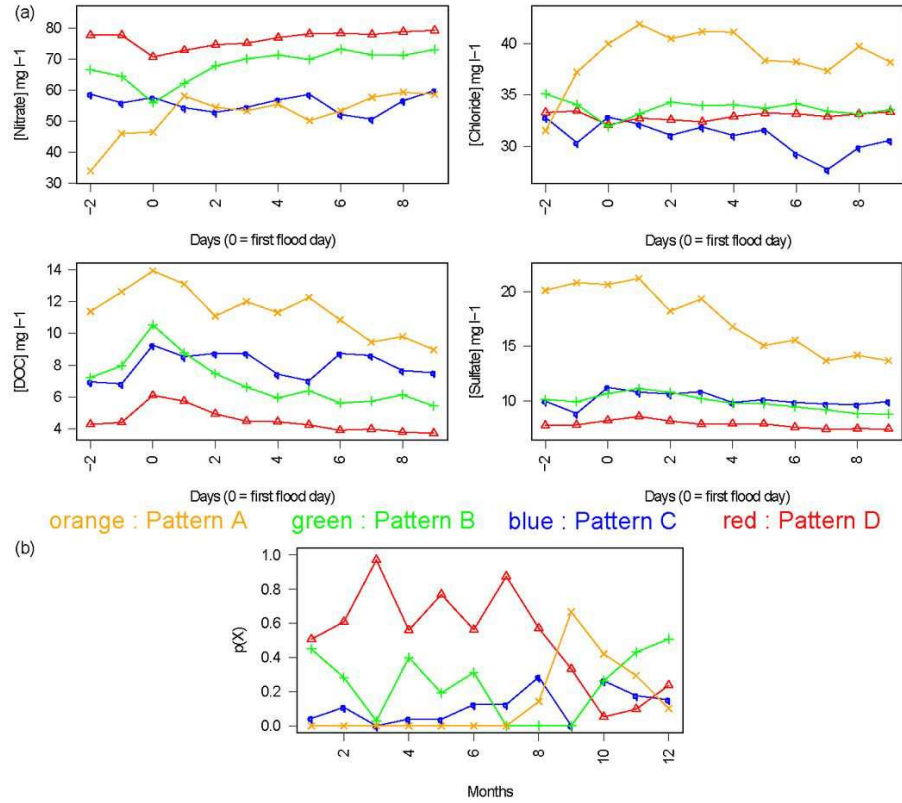 (a)
[Nitrate] mg l−1
80
70
60
50
40
30
−2 0 2 4 6 8
Days (0 = first flood day)
[Chloride] mg l−1
40
35
30
−2 0 2 4 6 8
Days (0 = first flood day)
[DOC] mg l−1
14
12
10
8
6
4
−2 0 2 4 6 8
Days (0 = first flood day)
[Sulfate] mg l−1
20
15
10
−2 0 2 4 6 8
Days (0 = first flood day)
orange : Pattern A green : Pattern B blue : Pattern C red : Pattern D
(b)
p(X)
1.0
0.8
0.6
0.4
0.2
0.0
2 4 6 8 10 12
Months